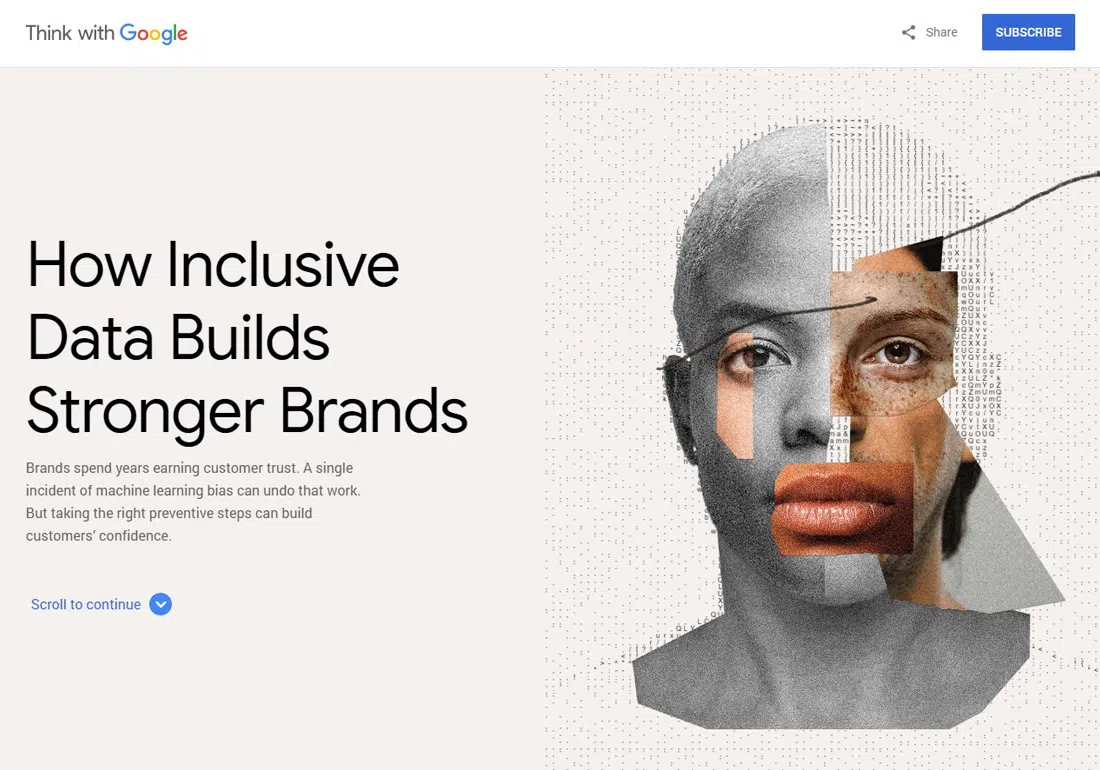 Think with Google
Share
SUBSCRIBE
How Inclusive
Data Builds
Stronger Brands
Brands spend years earning customer trust. A single
incident of machine learning bias can undo that work.
But taking the right preventive steps can build
customers’ confidence.
Scroll to continue